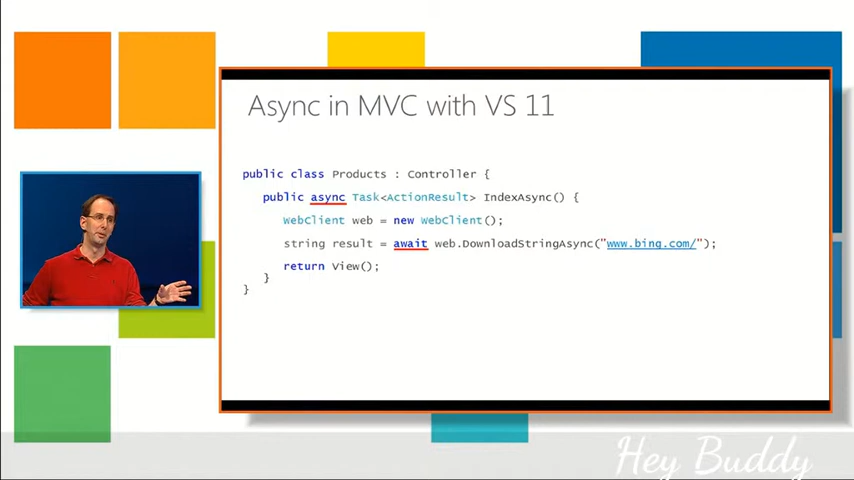 Async in MVC with VS 11
public class Products : Controller {
public async Task<ActionResult> IndexAsync() {
WebClient web = new WebClient();
string result = await web.DownloadStringAsync("www.bing.com/");
return View();
}
}
Hey Buddy